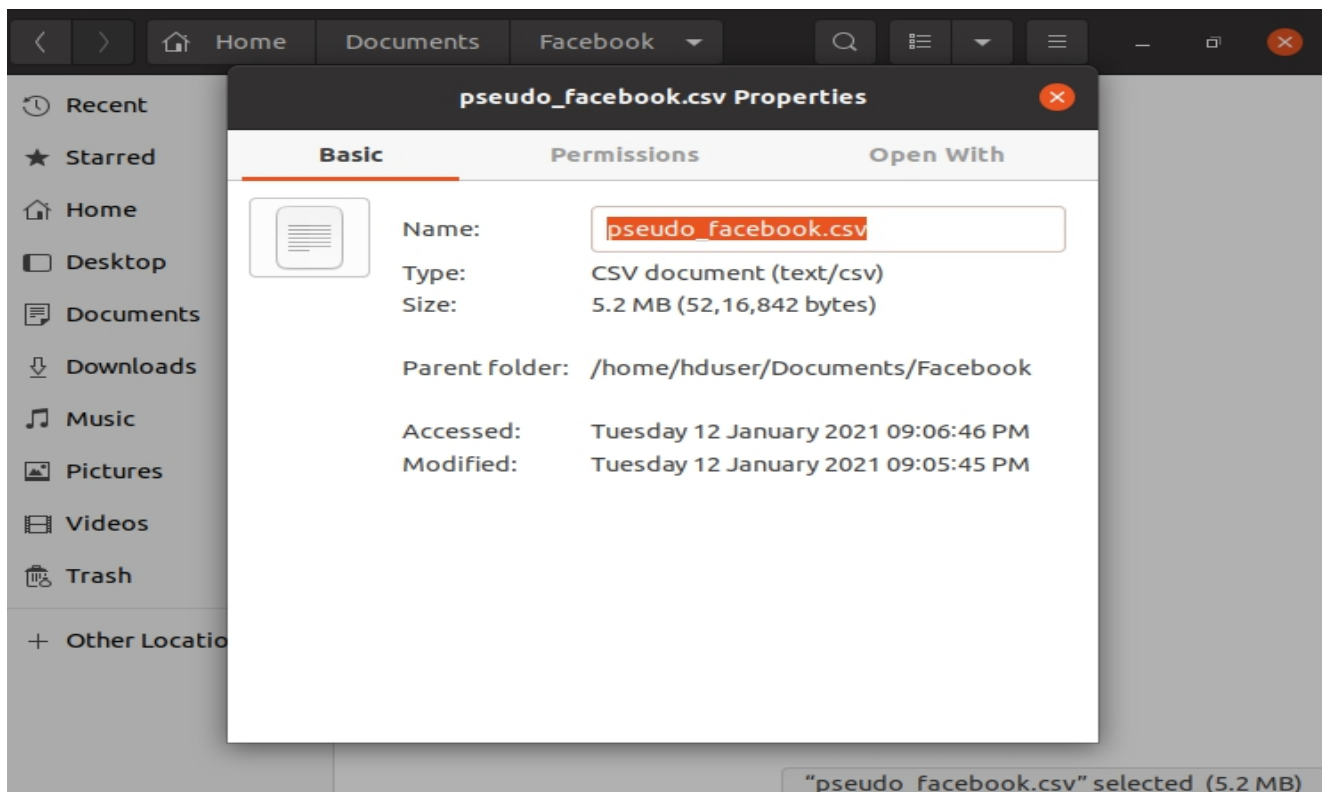 Home Documents Facebook
pseudo_facebook.csv Properties
Basic Permissions Open With
Recent
Starred
Home
Desktop
Documents
Downloads
Music
Pictures
Videos
Trash
Other Locatio
Name: pseudo_facebook.csv
Type: CSV document (text/csv)
Size: 5.2 MB (52,16,842 bytes)
Parent folder: /home/hduser/Documents/Facebook
Accessed: Tuesday 12 January 2021 09:06:46 PM
Modified: Tuesday 12 January 2021 09:05:45 PM
“pseudo_facebook.csv” selected (5.2 MB)